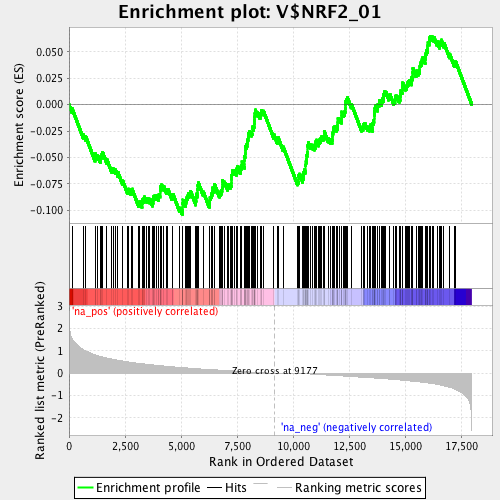 Enrichment plot: V$NRF2_01
Enrichment score (ES)
0.050
0.025
0.000
-0.025
-0.050
-0.075
-0.100
'na_pos' (positively correlated)
Ranked list metric (PreRanked)
3
2
1
0
-1
-2
Zero cross at 9177
'na_neg' (negatively correlated)
0
2,500
5,000
7,500
10,000
12,500
15,000
17,500
Rank in Ordered Dataset
Enrichment profile
Hits
Ranking metric scores